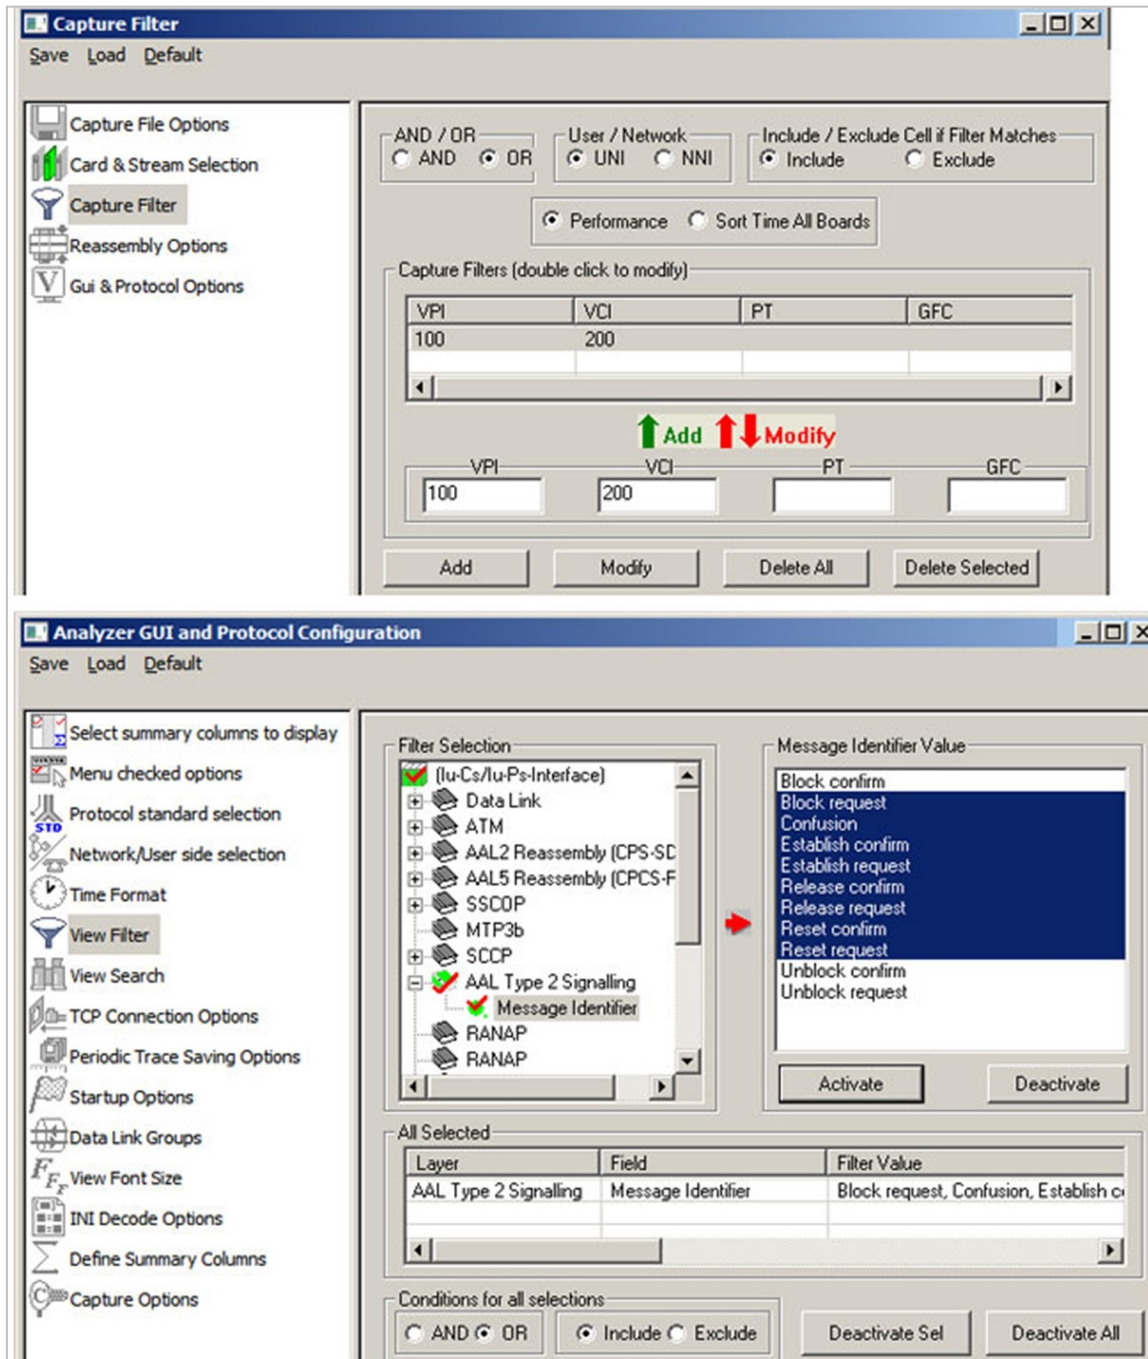 Capture Filter
Save Load Default
Capture File Options
Card & Stream Selection
Capture Filter
Reassembly Options
V
Gui & Protocol Options
AND / OR
AND OR
User / Network
UNI NNI
Include / Exclude Cell if Filter Matches
Include Exclude
Performance Sort Time All Boards
Capture Filters (double click to modify)
VPI VCI PT GFC
100 200
Add Modify
VPI VCI PT GFC
100 200
Add Modify Delete All Delete Selected
Analyzer GUI and Protocol Configuration
Save Load Default
Select summary columns to display
Menu checked options
STD Protocol standard selection
Network/User side selection
Time Format
View Filter
View Search
TCP Connection Options
Periodic Trace Saving Options
Startup Options
Data Link Groups
FFF View Font Size
INI Decode Options
Σ Define Summary Columns
C Capture Options
Filter Selection
(Iu-Cs/Iu-Ps-Interface)
Data Link
ATM
AAL2 Reassembly (CPS-SD
AAL5 Reassembly (CPCS-F
SSCOP
MTP3b
SCCP
AAL Type 2 Signalling
Message Identifier
RANAP
RANAP
Message Identifier Value
Block confirm
Block request
Confusion
Establish confirm
Establish request
Release confirm
Release request
Reset confirm
Reset request
Unblock confirm
Unblock request
Activate Deactivate
All Selected
Layer Field Filter Value
AAL Type 2 Signalling Message Identifier Block request, Confusion, Establish c
Conditions for all selections
AND OR Include Exclude Deactivate Sel Deactivate All